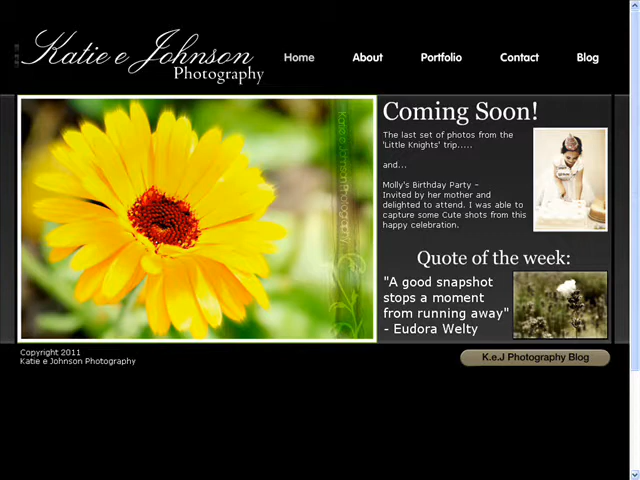 Katie e Johnson
Photography
Home
About
Portfolio
Contact
Blog
Katie e Johnson Photography
Coming Soon!
The last set of photos from the
'Little Knights' trip.....
and...
Molly's Birthday Party –
Invited by her mother and
delighted to attend. I was able to
capture some Cute shots from this
happy celebration.
Quote of the week:
"A good snapshot
stops a moment
from running away"
- Eudora Welty
Copyright 2011
Katie e Johnson Photography
K.e.J Photography Blog